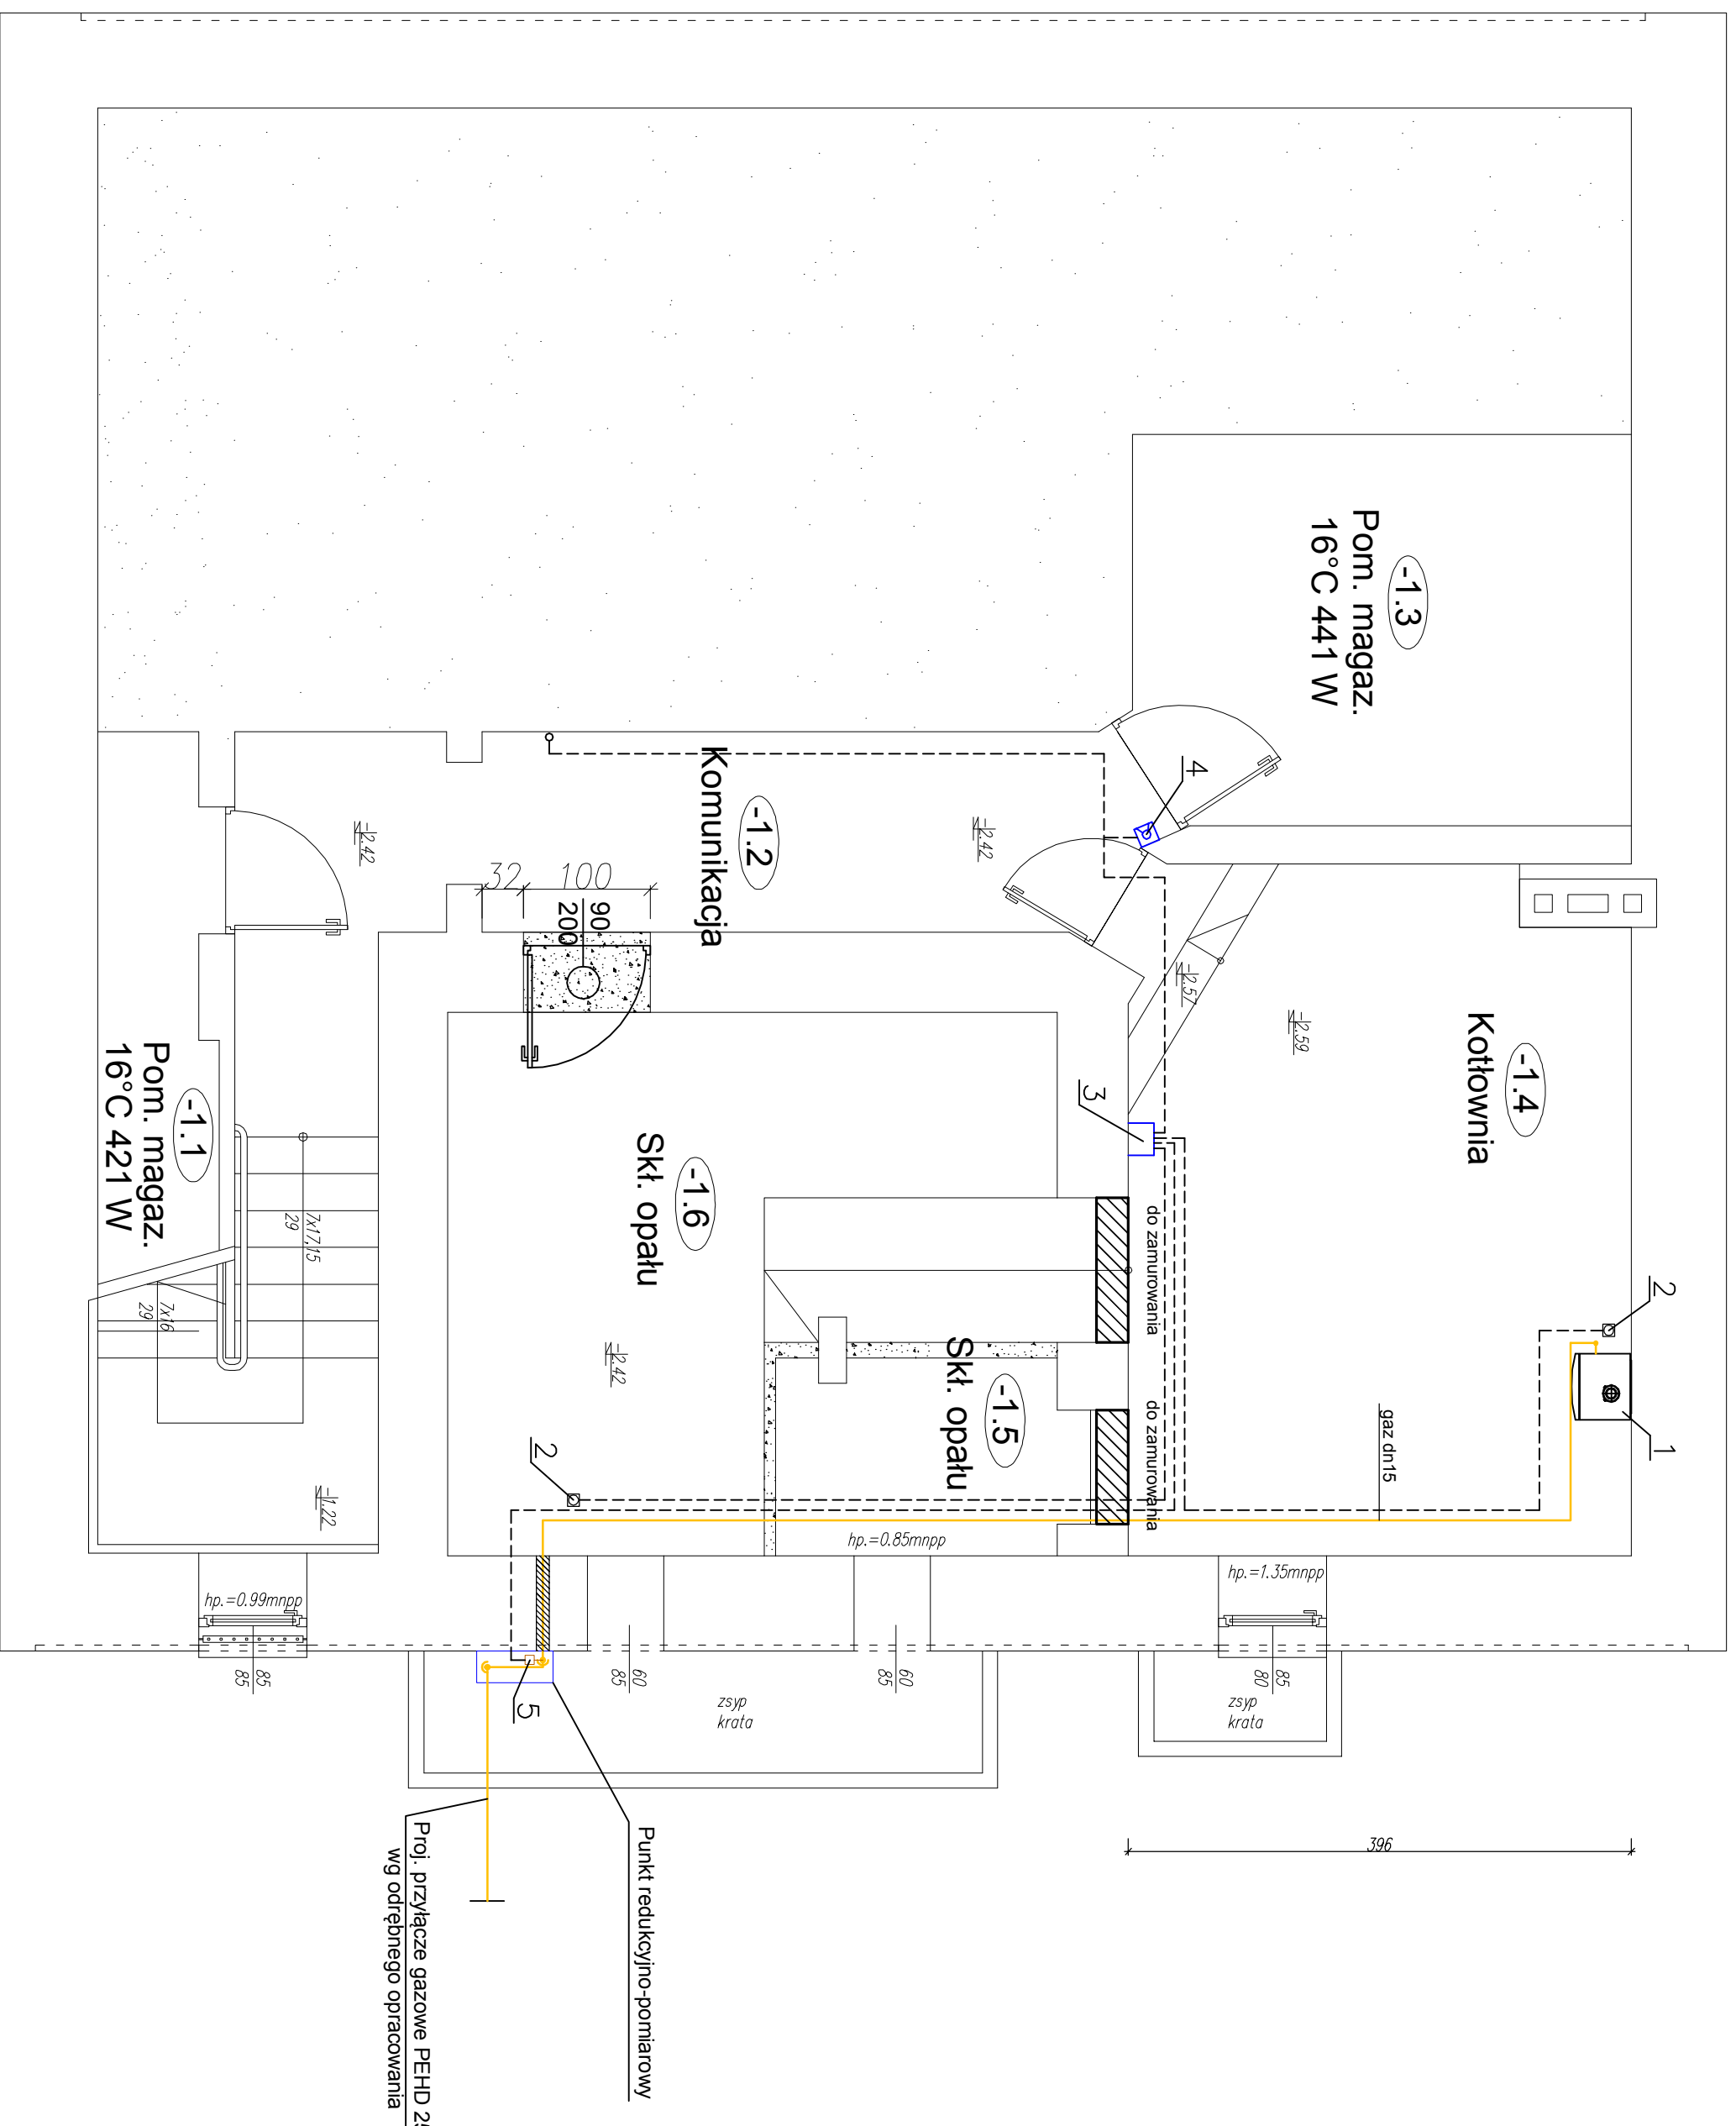 -1.3
Pom. magaz.
16°C 441 W
4
-1.2
Komunikacja
-2.42
-2.42
32
100
90
200
-2.57
-2.59
-1.4
Kotłownia
3
do zamurowania
do zamurowania
2
1
gaz dn15
-1.6
Skł. opału
-2.42
-1.5
Skł. opału
2
-1.1
Pom. magaz.
16°C 421 W
7x17,15
29
7x16
29
-1.22
hp.=0.99mnpp
hp.=0.85mnpp
hp.=1.35mnpp
85
85
60
85
60
85
85
80
5
zsyp
krata
zsyp
krata
396
Punkt redukcyjno-pomiarowy
Proj. przyłącze gazowe PEHD
wg odrębnego opracowania